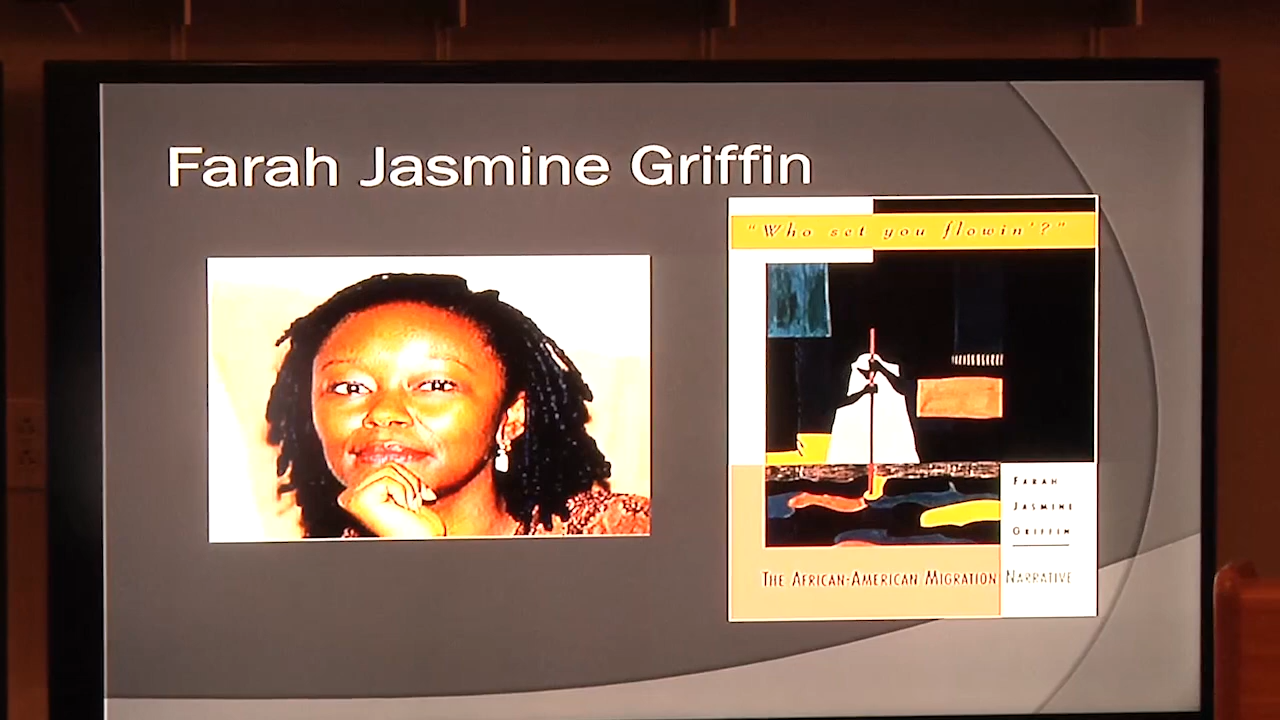 Farah Jasmine Griffin
"Who set you flowin'?"
FARAH
JASMINE
GRIFFIN
THE AFRICAN-AMERICAN MIGRATION NARRATIVE